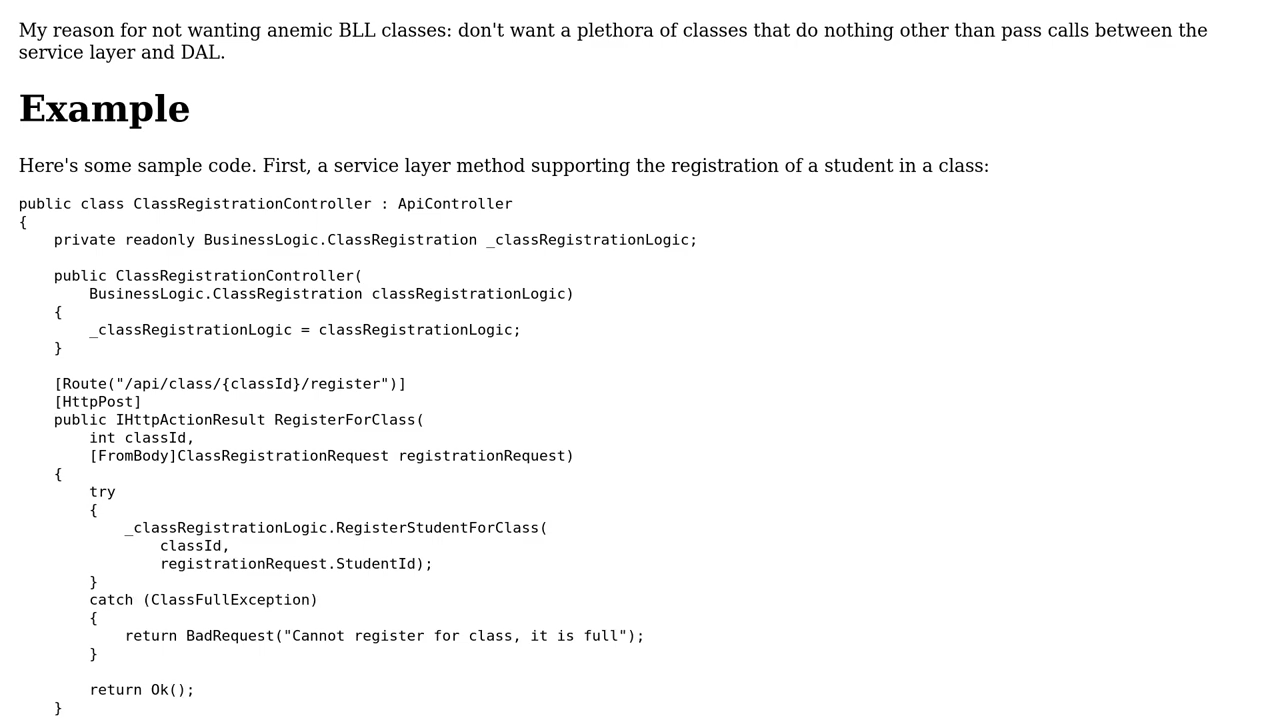 My reason for not wanting anemic BLL classes: don't want a plethora of classes that do nothing other than pass calls between the
service layer and DAL.
Example
Here's some sample code. First, a service layer method supporting the registration of a student in a class:
public class ClassRegistrationController : ApiController
{
    private readonly BusinessLogic.ClassRegistration _classRegistrationLogic;

    public ClassRegistrationController(
        BusinessLogic.ClassRegistration classRegistrationLogic)
    {
        _classRegistrationLogic = classRegistrationLogic;
    }

    [Route("/api/class/{classId}/register")]
    [HttpPost]
    public IHttpActionResult RegisterForClass(
        int classId,
        [FromBody]ClassRegistrationRequest registrationRequest)
    {
        try
        {
            _classRegistrationLogic.RegisterStudentForClass(
                classId,
                registrationRequest.StudentId);
        }
        catch (ClassFullException)
        {
            return BadRequest("Cannot register for class, it is full");
        }

        return Ok();
    }